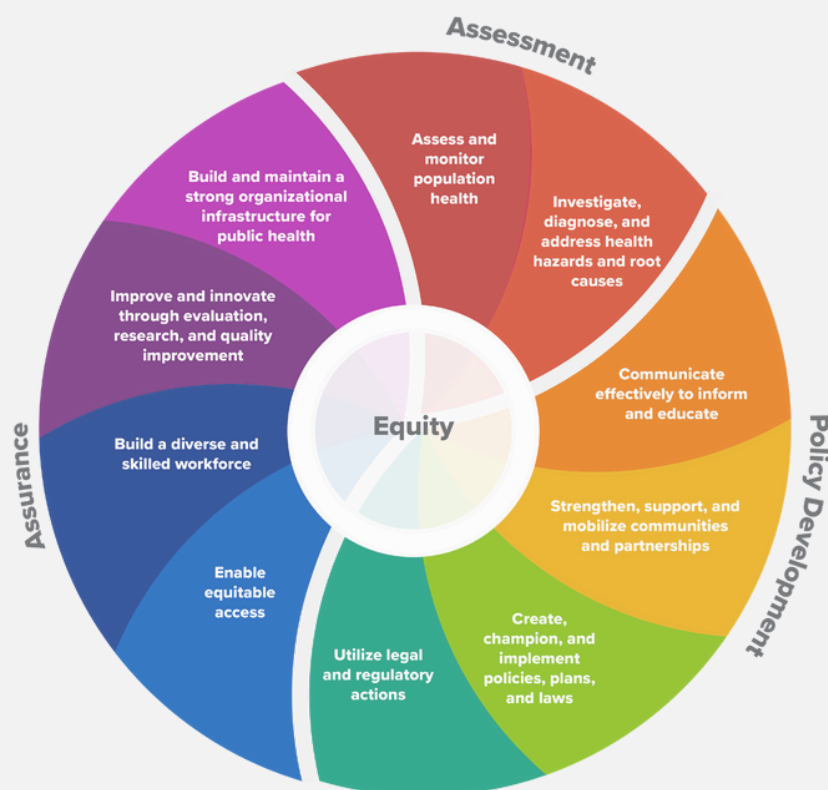 Assessment
Assess and
monitor
population
health
Investigate,
diagnose, and
address health
hazards and root
causes
Policy Development
Communicate
effectively to inform
and educate
Strengthen, support, and
mobilize communities
and partnerships
Create,
champion, and
implement
policies, plans,
and laws
Utilize legal
and regulatory
actions
Assurance
Enable
equitable
access
Build a diverse and
skilled workforce
Improve and innovate
through evaluation,
research, and quality
improvement
Build and maintain a
strong organizational
infrastructure for
public health
Equity